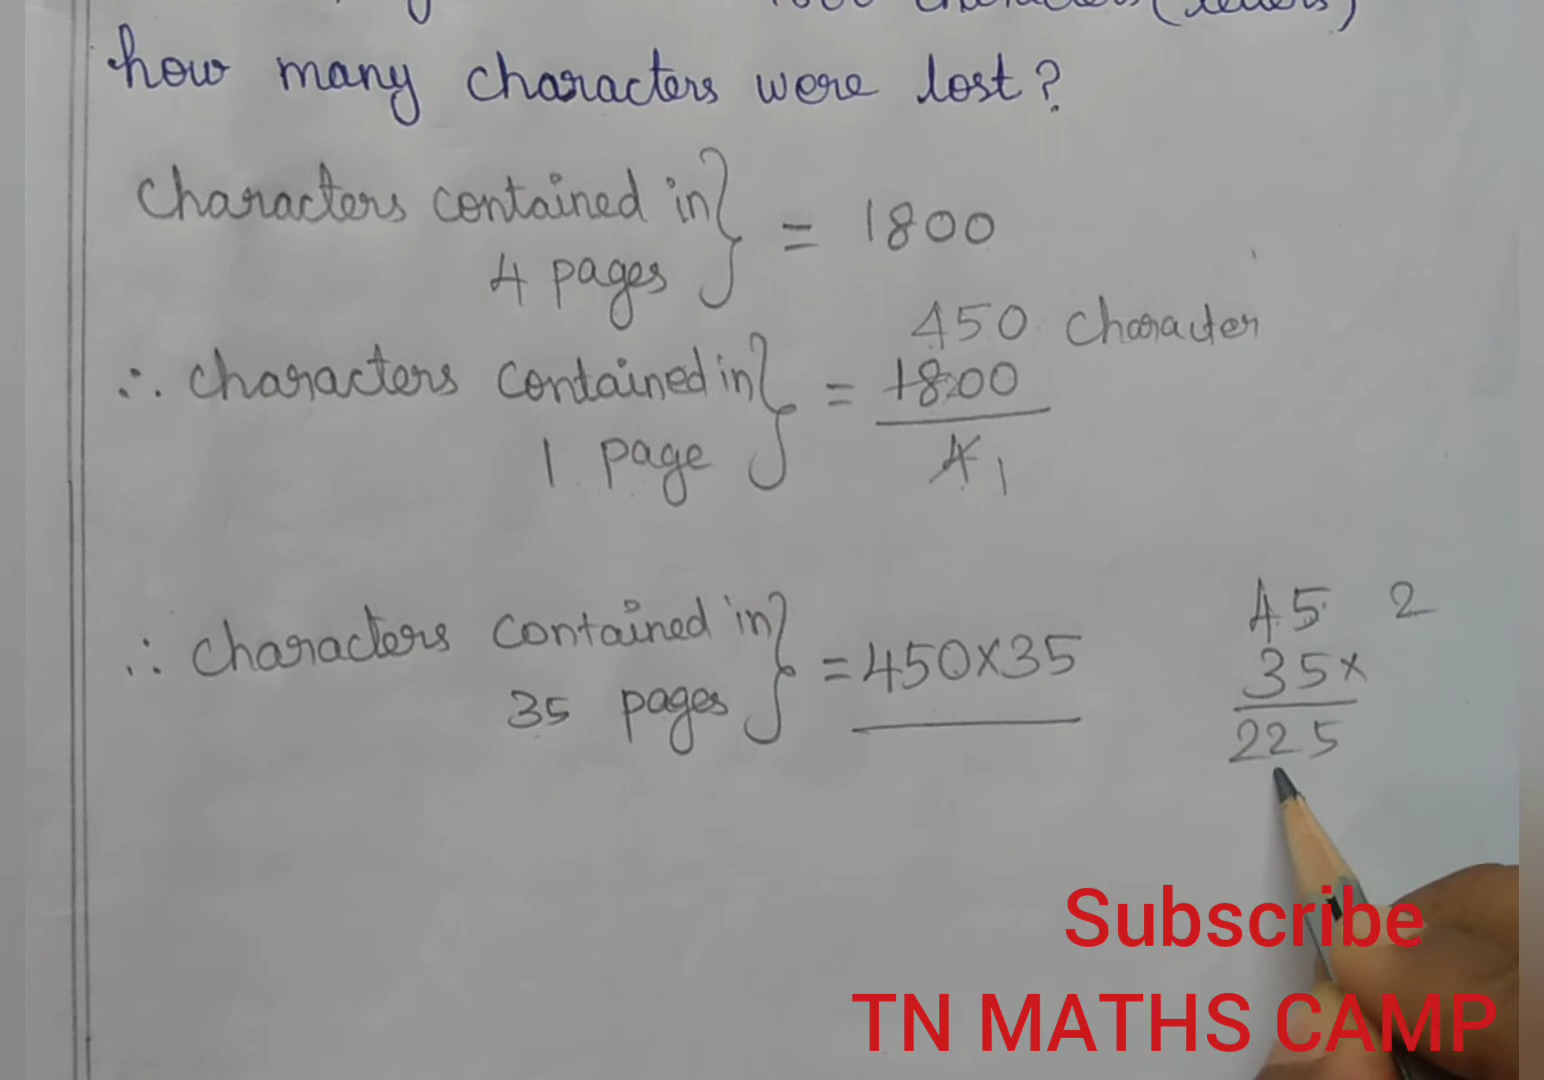 how many characters were lost?
characters contained in } = 1800
4 pages
450 character
∴ characters contained in } = 1800
1 page 4 1
∴ characters contained in } = 450×35
35 pages
45 2
35×
225
Subscribe
TN MATHS CAMP